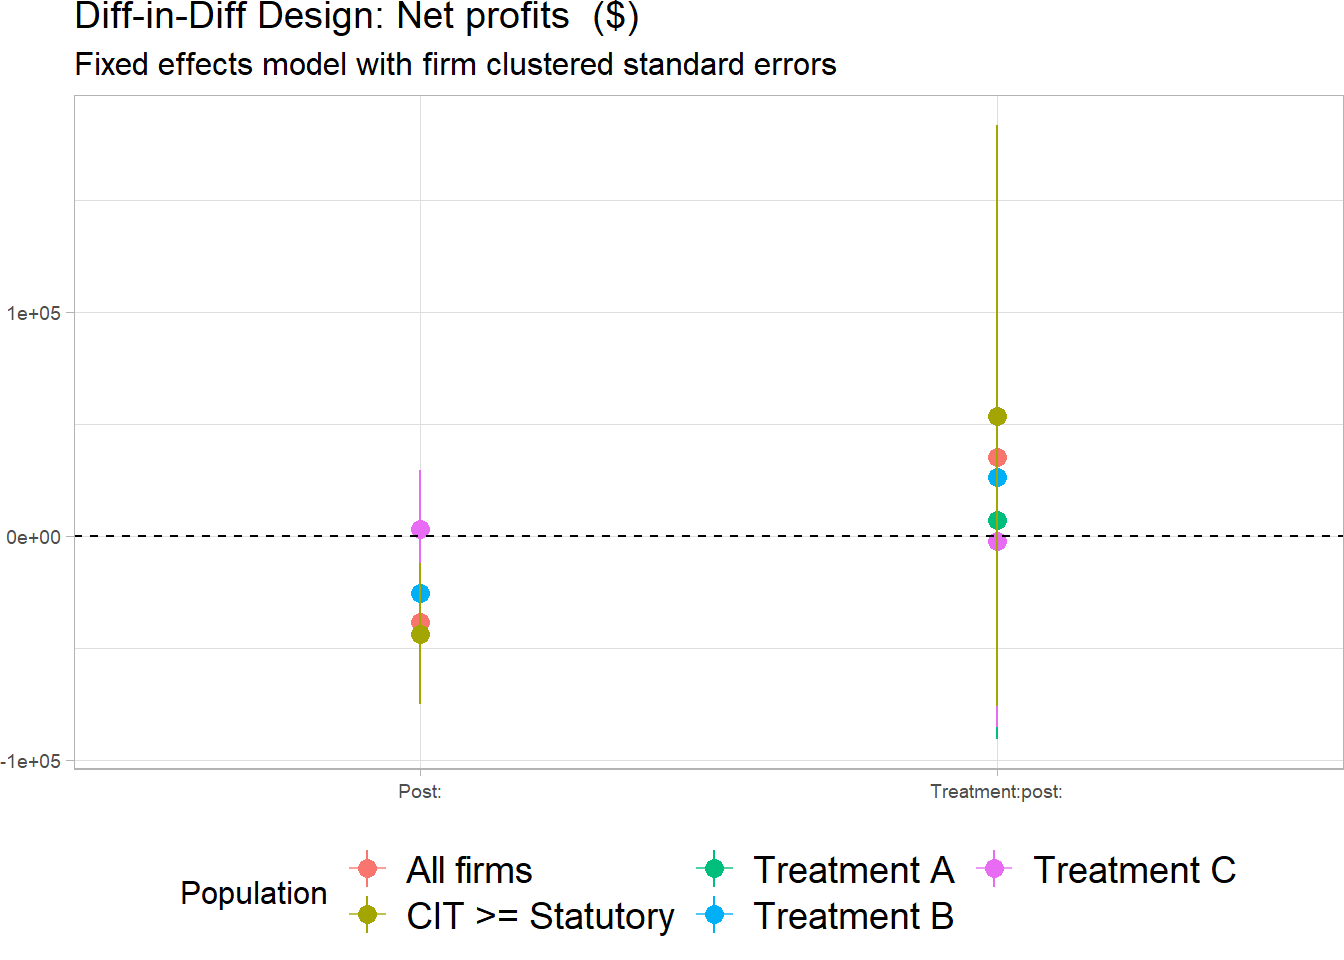 Diff-in-Diff Design: Net profits  ($)
Fixed effects model with firm clustered standard errors
1e+05
0e+00
-1e+05
Post:
Treatment:post:
Population
All firms
Treatment A
Treatment C
CIT >= Statutory
Treatment B